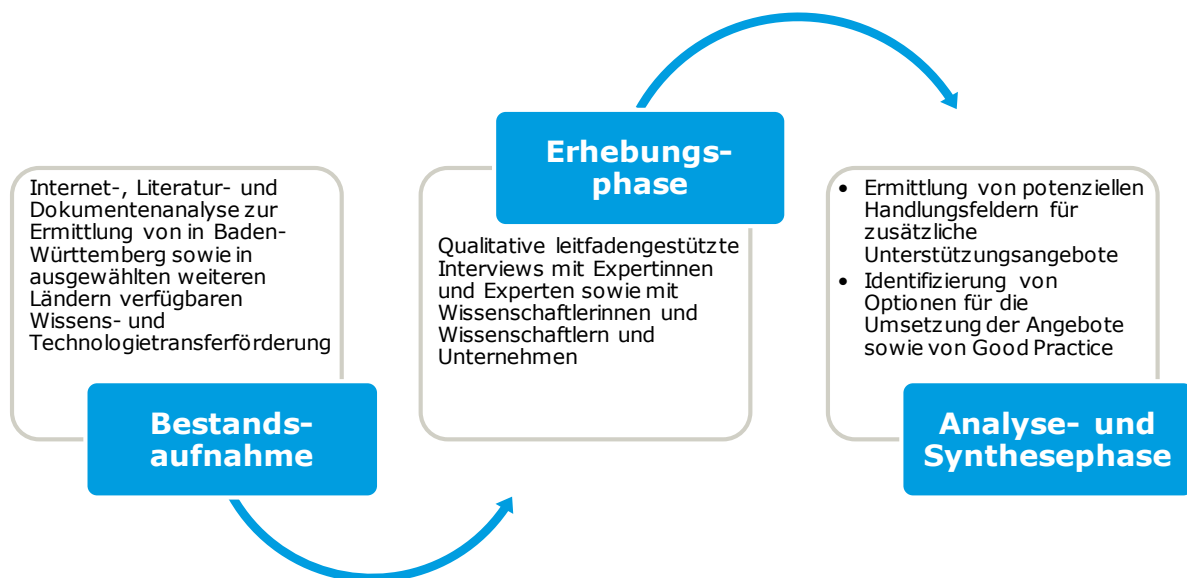 Internet-, Literatur- und
Dokumentenanalyse zur
Ermittlung von in Baden-
Württemberg sowie in
ausgewählten weiteren
Ländern verfügbaren
Wissens- und
Technologietransferförderung
Bestands-
aufnahme
Erhebungs-
phase
Qualitative leitfadengestützte
Interviews mit Expertinnen
und Experten sowie mit
Wissenschaftlerinnen und
Wissenschaftlern und
Unternehmen
• Ermittlung von potenziellen
Handlungsfeldern für
zusätzliche
Unterstützungsangebote
• Identifizierung von
Optionen für die
Umsetzung der Angebote
sowie von Good Practice
Analyse- und
Synthesephase